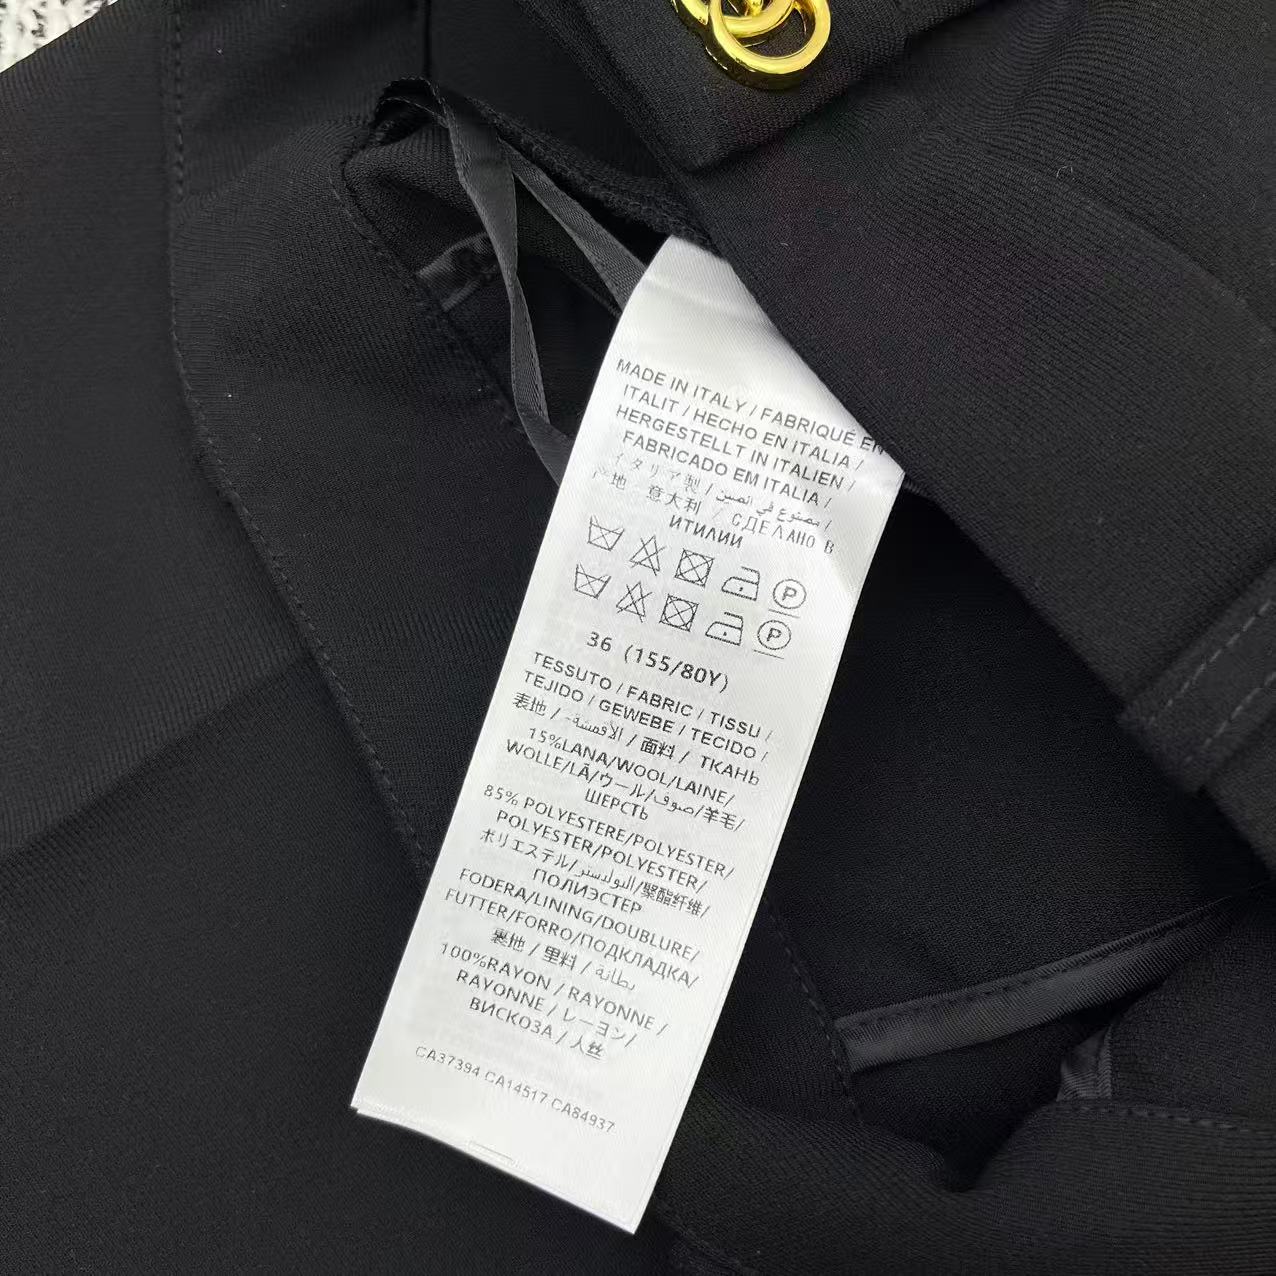 MADE IN ITALY / FABRIQUÉ EN
ITALIT / HECHO EN ITALIA /
HERGESTELLT IN ITALIEN /
FABRICADO EM ITALIA /
イタリア製 / مصنوع في الصين /
产地 意大利 / СДЕЛАНО В
ИТИЛИИ
P
P
36 (155/80Y)
TESSUTO / FABRIC / TISSU /
TEJIDO / GEWEBE / TECIDO /
表地 / الأقمشة / 面料 / ТКАНЬ
15%LANA/WOOL/LAINE/
WOLLE/LÃ/ウール/صوف/羊毛/
ШЕРСТЬ
85% POLYESTERE/POLYESTER/
POLYESTER/POLYESTER/
ポリエステル/البوليستر/聚酯纤维/
ПОЛИЭСТЕР
FODERA/LINING/DOUBLURE/
FUTTER/FORRO/ПОДКЛАДКА/
裏地 / 里料 / بطانة
100%RAYON / RAYONNE /
RAYONNE / レーヨン/
ВИСКОЗА / 人丝
CA37394 CA14517 CA84937